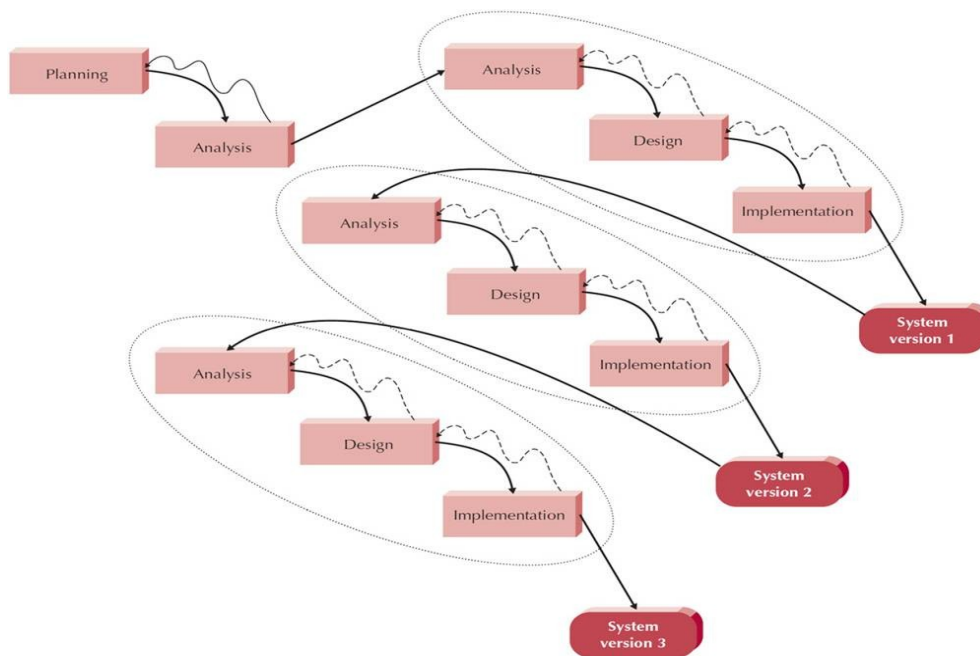 Planning
Analysis
Analysis
Design
Implementation
System
version 1
Analysis
Design
Implementation
System
version 2
Analysis
Design
Implementation
System
version 3